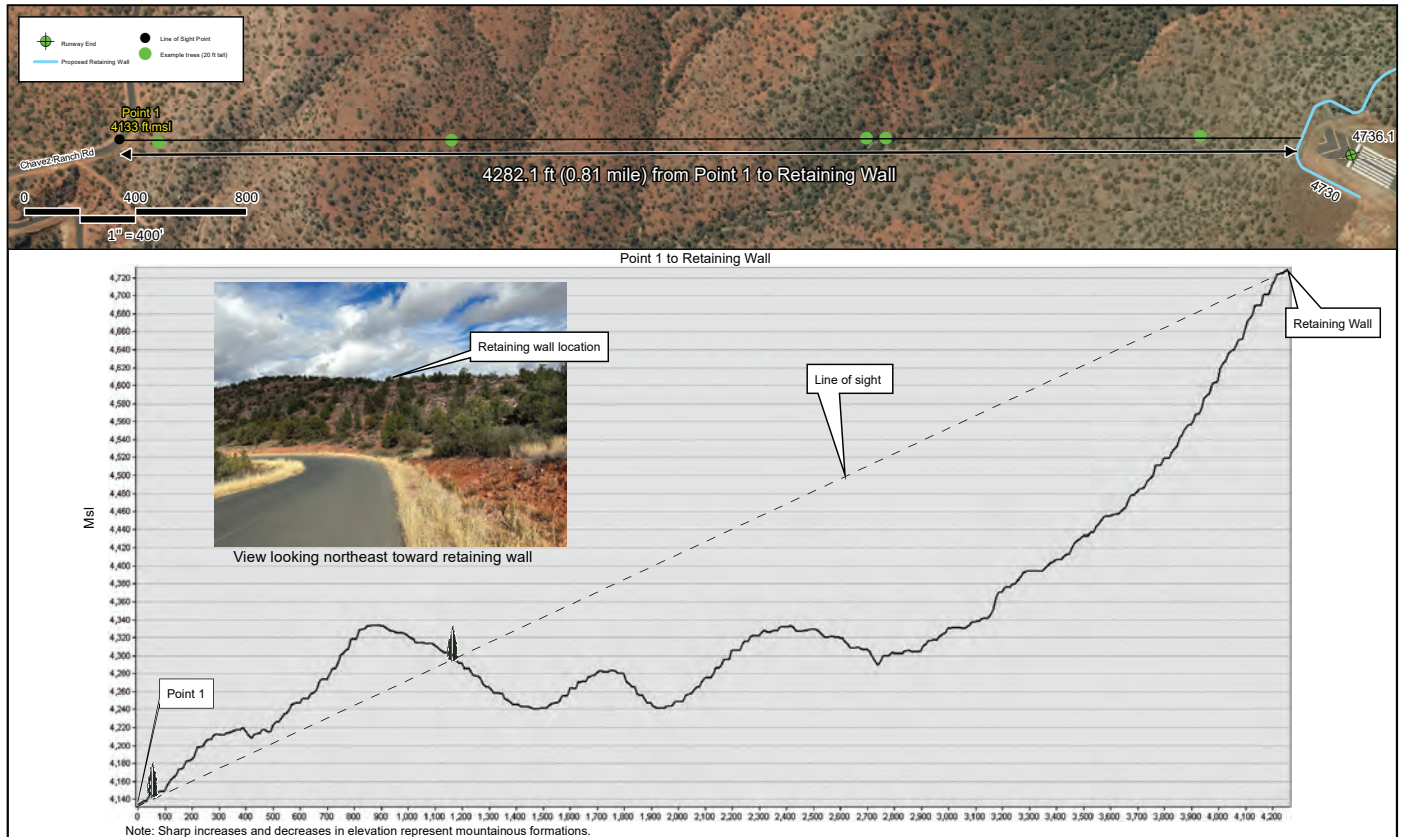 Runway End
Line of Sight Point
Proposed Retaining Wall
Example trees (20 ft tall)
Point 1
4133 ft msl
Chavez Ranch Rd
4736.1
4730
4282.1 ft (0.81 mile) from Point 1 to Retaining Wall
0 400 800
1" = 400'
Point 1 to Retaining Wall
Retaining wall location
Retaining Wall
Line of sight
View looking northeast toward retaining wall
Point 1
Msl
4,720
4,700
4,680
4,660
4,640
4,620
4,600
4,580
4,560
4,540
4,520
4,500
4,480
4,460
4,440
4,420
4,400
4,380
4,360
4,340
4,320
4,300
4,280
4,260
4,240
4,220
4,200
4,180
4,160
4,140
0 100 200 300 400 500 600 700 800 900 1,000 1,100 1,200 1,300 1,400 1,500 1,600 1,700 1,800 1,900 2,000 2,100 2,200 2,300 2,400 2,500 2,600 2,700 2,800 2,900 3,000 3,100 3,200 3,300 3,400 3,500 3,600 3,700 3,800 3,900 4,000 4,100 4,200
Note: Sharp increases and decreases in elevation represent mountainous formations.